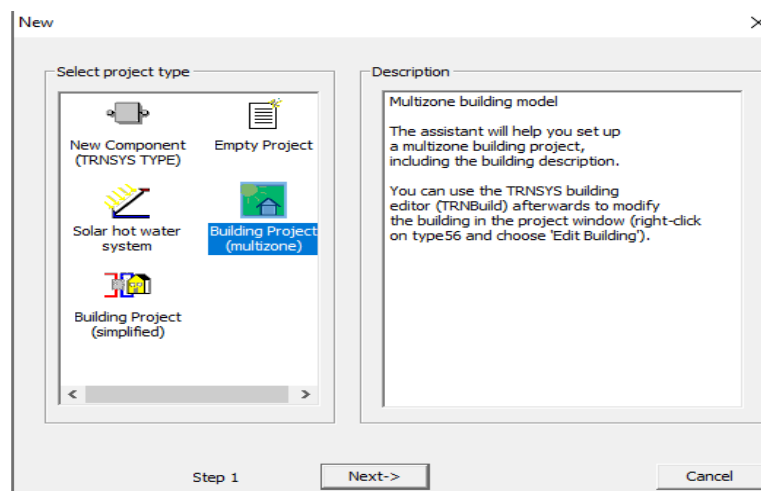 New
Select project type
New Component
(TRNSYS TYPE)
Empty Project
Solar hot water
system
Building Project
(multizone)
Building Project
(simplified)
Description
Multizone building model
The assistant will help you set up
a multizone building project,
including the building description.
You can use the TRNSYS building
editor (TRNBuild) afterwards to modify
the building in the project window (right-click
on type56 and choose 'Edit Building').
Step 1
Next->
Cancel